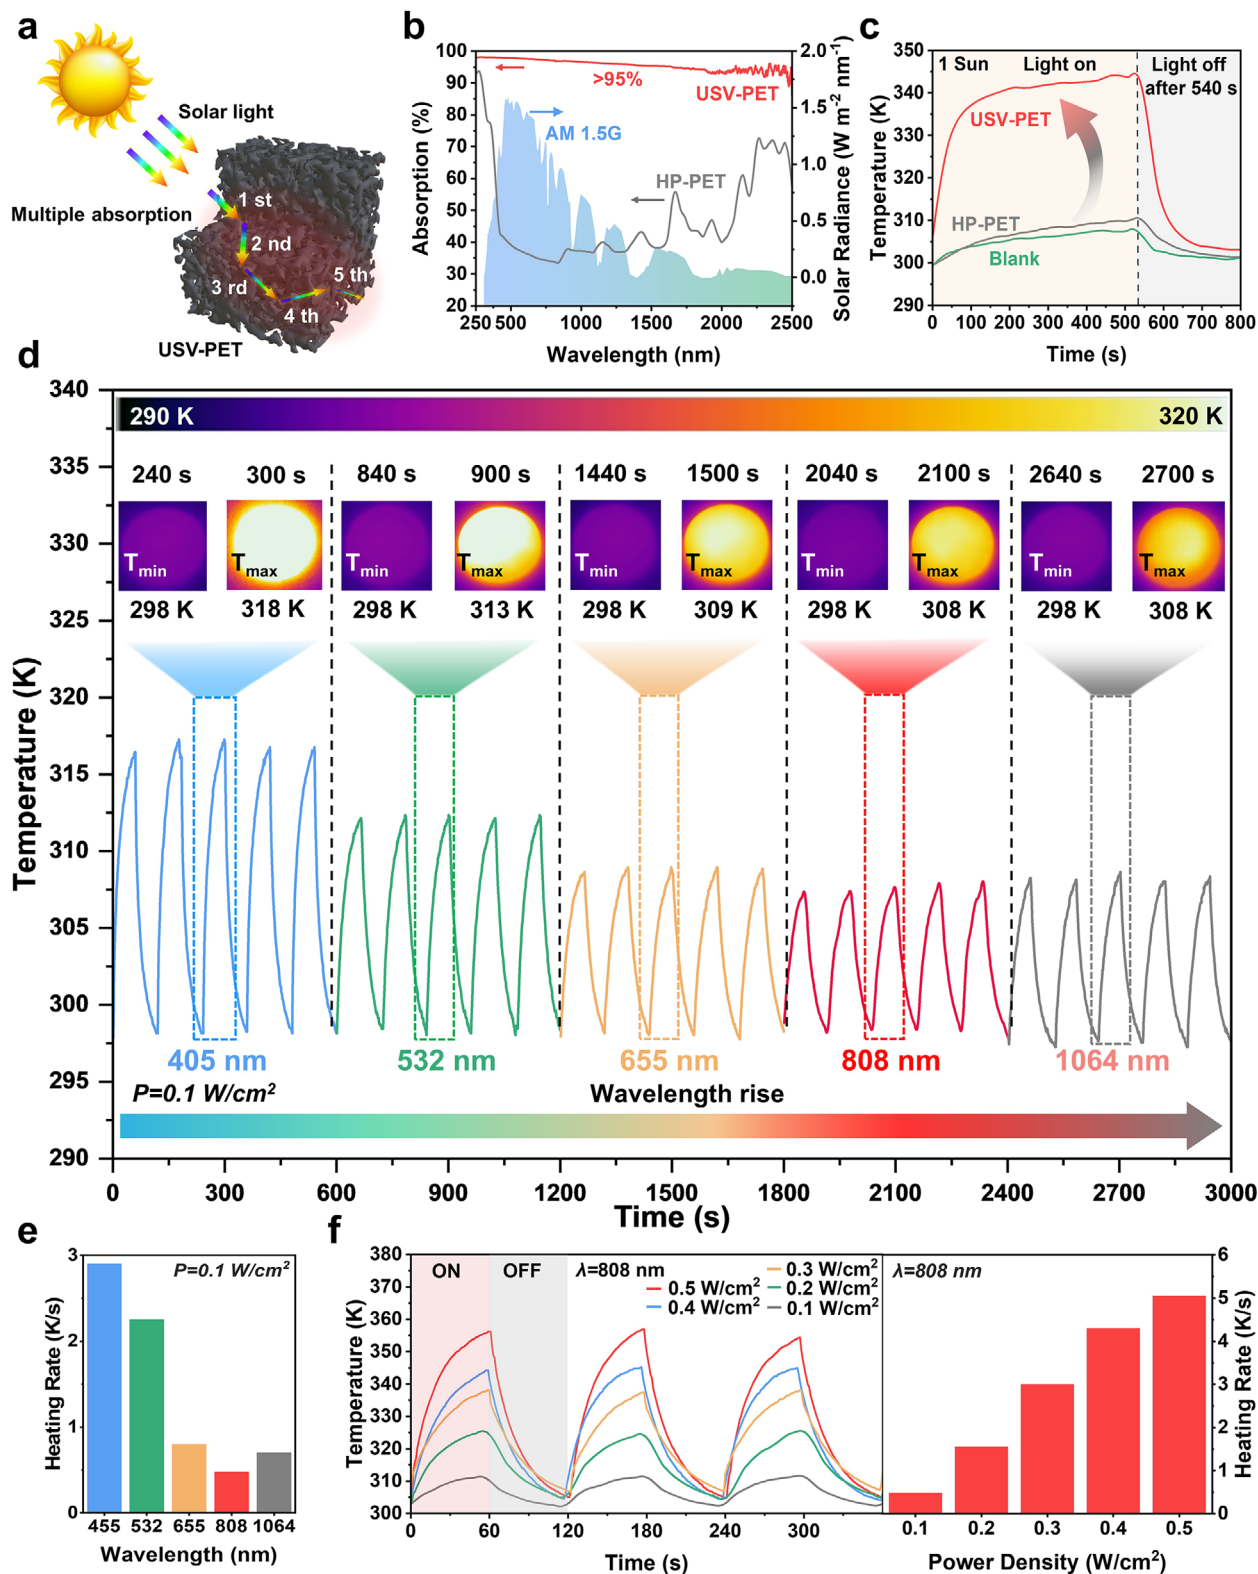 a
Solar light
Multiple absorption
1 st
2 nd
3 rd
4 th
5 th
USV-PET
b
100
90
80
70
60
50
40
30
20
Absorption (%)
2.0
1.5
1.0
0.5
0.0
Solar Radiance (W m-2 nm-1)
>95%
USV-PET
AM 1.5G
HP-PET
250 500 1000 1500 2000 2500
Wavelength (nm)
c
350
340
330
320
310
300
290
Temperature (K)
1 Sun
Light on
Light off
after 540 s
USV-PET
HP-PET
Blank
0 100 200 300 400 500 600 700 800
Time (s)
d
340
335
330
325
320
315
310
305
300
295
290
Temperature (K)
290 K
320 K
240 s 300 s 840 s 900 s 1440 s 1500 s 2040 s 2100 s 2640 s 2700 s
Tmin Tmax Tmin Tmax Tmin Tmax Tmin Tmax Tmin Tmax
298 K 318 K 298 K 313 K 298 K 309 K 298 K 308 K 298 K 308 K
405 nm 532 nm 655 nm 808 nm 1064 nm
P=0.1 W/cm2
Wavelength rise
0 300 600 900 1200 1500 1800 2100 2400 2700 3000
Time (s)
e
3
2
1
0
Heating Rate (K/s)
P=0.1 W/cm2
455 532 655 808 1064
Wavelength (nm)
f
380
370
360
350
340
330
320
310
300
Temperature (K)
ON
OFF
λ=808 nm
0.5 W/cm2
0.4 W/cm2
0.3 W/cm2
0.2 W/cm2
0.1 W/cm2
0 60 120 180 240 300
Time (s)
λ=808 nm
6
5
4
3
2
1
0
Heating Rate (K/s)
0.1 0.2 0.3 0.4 0.5
Power Density (W/cm2)